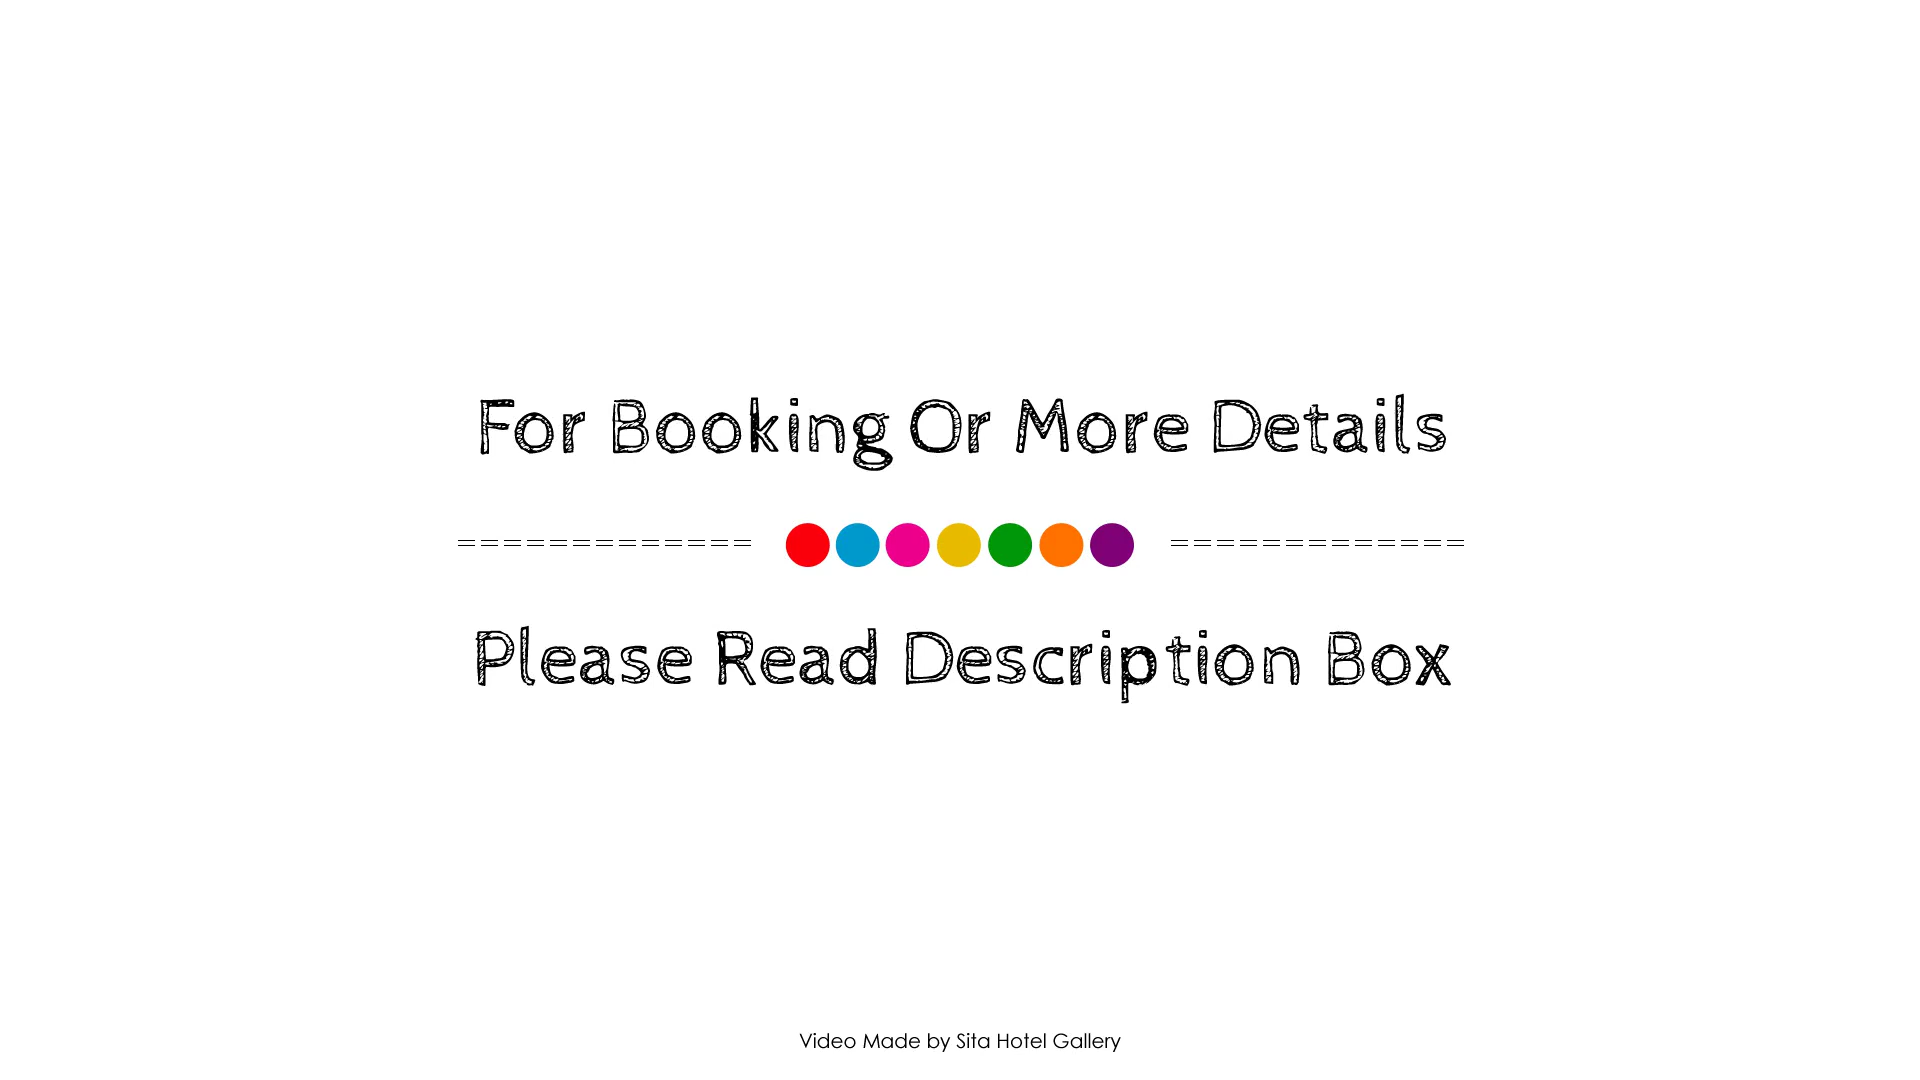 For Booking Or More Details
============= =============
Please Read Description Box
Video Made by Sita Hotel Gallery